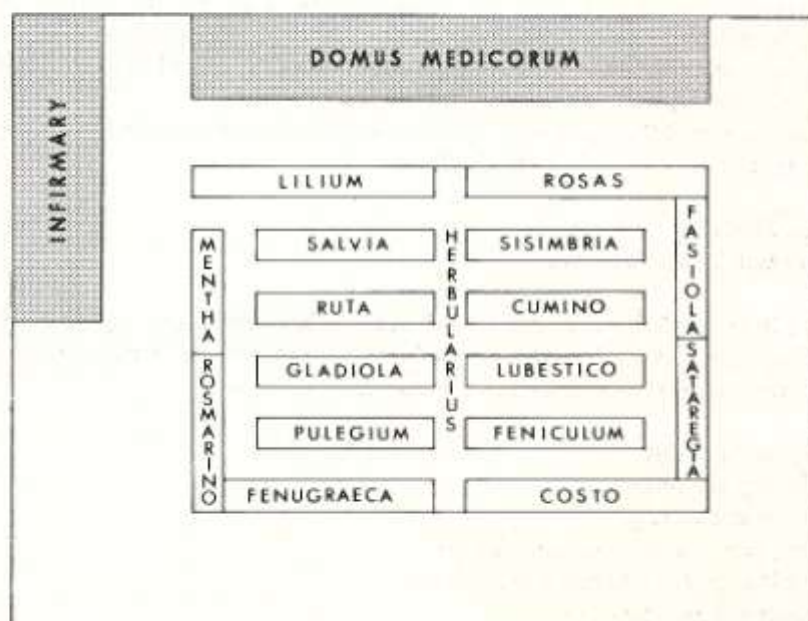 DOMUS MEDICORUM
INFIRMARY
LILIUM
ROSAS
MENTHA
SALVIA
HERBULARIUS
SISIMBRIA
FASIOLA
RUTA
CUMINO
ROSMARINO
GLADIOLA
LUBESTICO
SATAREGIA
PULEGIUM
FENICULUM
FENUGRAECA
COSTO